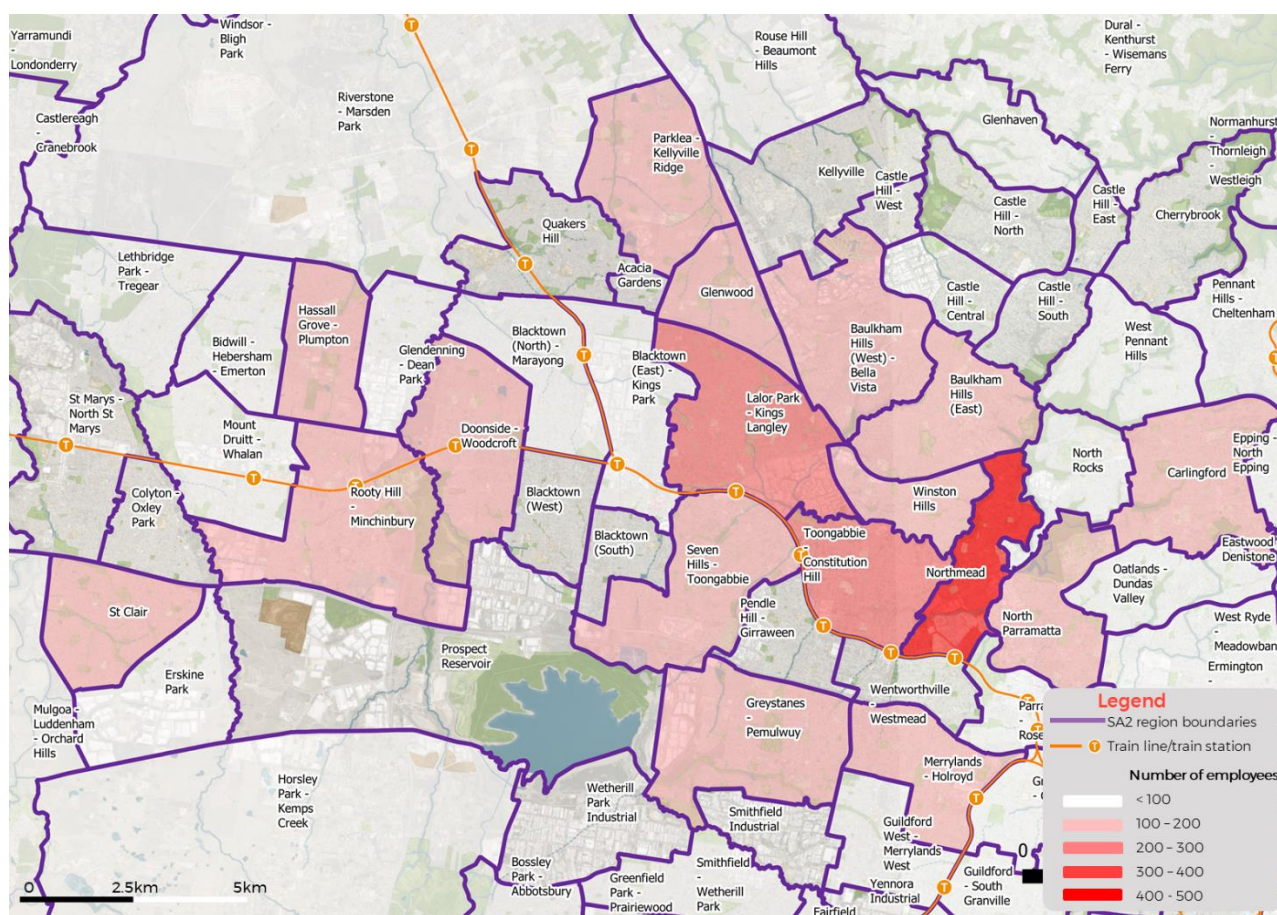 Yarramundi
-
Londonderry
Windsor -
Bligh
Park
Rouse Hill
- Beaumont
Hills
Dural -
Kenthurst
- Wisemans
Ferry
Castlereagh
-
Cranebrook
Riverstone
- Marsden
Park
Parklea -
Kellyville
Ridge
Glenhaven
Normanhurst
- Thornleigh
-
Westleigh
Kellyville
Castle
Hill -
West
Castle
Hill -
North
Castle
Hill -
East
Cherrybrook
Quakers
Hill
Acacia
Gardens
Lethbridge
Park -
Tregear
Glenwood
Castle
Hill -
Central
Castle
Hill -
South
Pennant
Hills -
Cheltenham
Hassall
Grove -
Plumpton
Bidwill -
Hebersham
- Emerton
Glendenning
- Dean
Park
Blacktown
(North) -
Marayong
Blacktown
(East) -
Kings
Park
Baulkham
Hills
(West) -
Bella
Vista
West
Pennant
Hills
Baulkham
Hills
(East)
St Marys -
North St
Marys
Mount
Druitt -
Whalan
Doonside -
Woodcroft
Lalor Park
- Kings
Langley
North
Rocks
Carlingford
Epping -
North
Epping
Colyton -
Oxley
Park
Rooty Hill
-
Minchinbury
Blacktown
(West)
Winston
Hills
Blacktown
(South)
Seven
Hills -
Toongabbie
Toongabbie
-
Constitution
Hill
Northmead
Eastwood
Denistone
Oatlands -
Dundas
Valley
St Clair
Pendle
Hill -
Girraween
North
Parramatta
West Ryde
-
Meadowban
Ermington
-
Erskine
Park
Prospect
Reservoir
Mulgoa -
Luddenham
- Orchard
Hills
Greystanes
-
Pemulwuy
Wentworthville
-
Westmead
Parra
-
Rose
Merrylands
- Holroyd
Horsley
Park -
Kemps
Creek
Wetherill
Park
Industrial
Smithfield
Industrial
Guildford
West -
Merrylands
West
Bossley
Park -
Abbotsbury
Greenfield
Park -
Prairiewood
Smithfield
-
Wetherill
Park
Yennora
Industrial
Guildford
- South
Granville
Fairfield
Legend
SA2 region boundaries
T Train line/train station
Number of employees
< 100
100 - 200
200 - 300
300 - 400
400 - 500
0 2.5km 5km
0